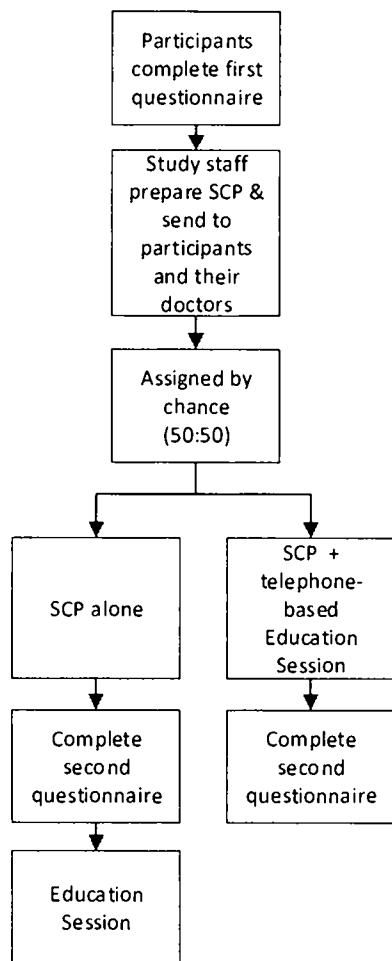 Participants
complete first
questionnaire
Study staff
prepare SCP &
send to
participants
and their
doctors
Assigned by
chance
(50:50)
SCP alone
SCP +
telephone-
based
Education
Session
Complete
second
questionnaire
Complete
second
questionnaire
Education
Session